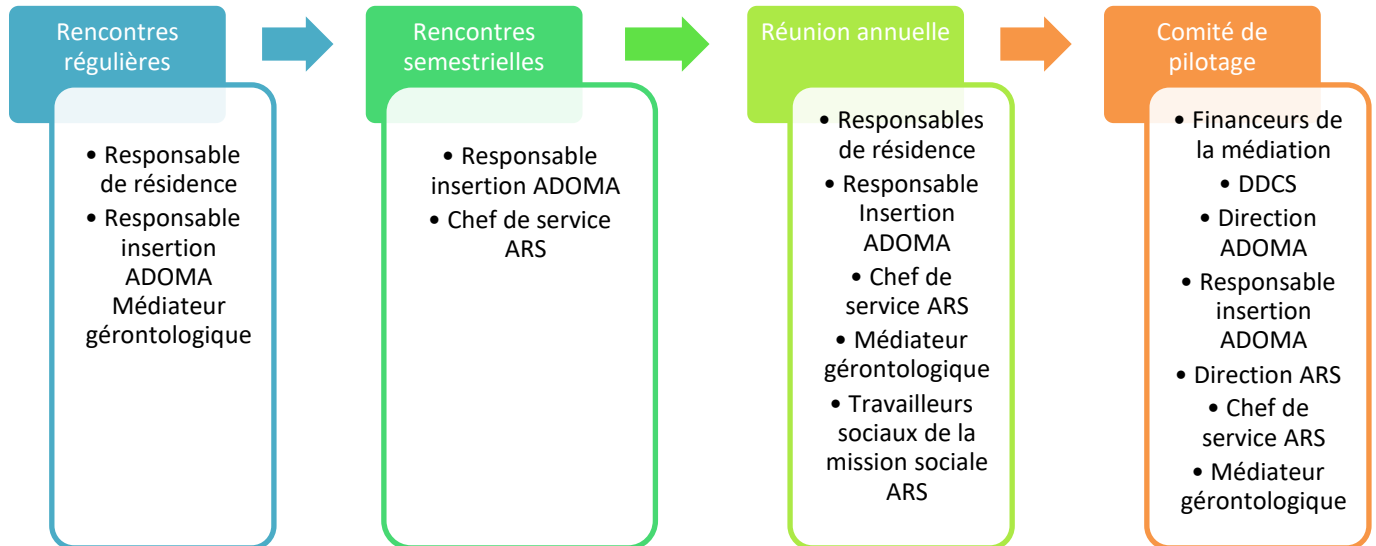 Rencontres
régulières
• Responsable
de résidence
• Responsable
insertion
ADOMA
Médiateur
gérontologique
Rencontres
semestrielles
• Responsable
insertion ADOMA
• Chef de service
ARS
Réunion annuelle
• Responsables
de résidence
• Responsable
Insertion
ADOMA
• Chef de
service ARS
• Médiateur
gérontologique
• Travailleurs
sociaux de la
mission sociale
ARS
Comité de
pilotage
• Financeurs de
la médiation
• DDCS
• Direction
ADOMA
• Responsable
insertion
ADOMA
• Direction ARS
• Chef de
service ARS
• Médiateur
gérontologique